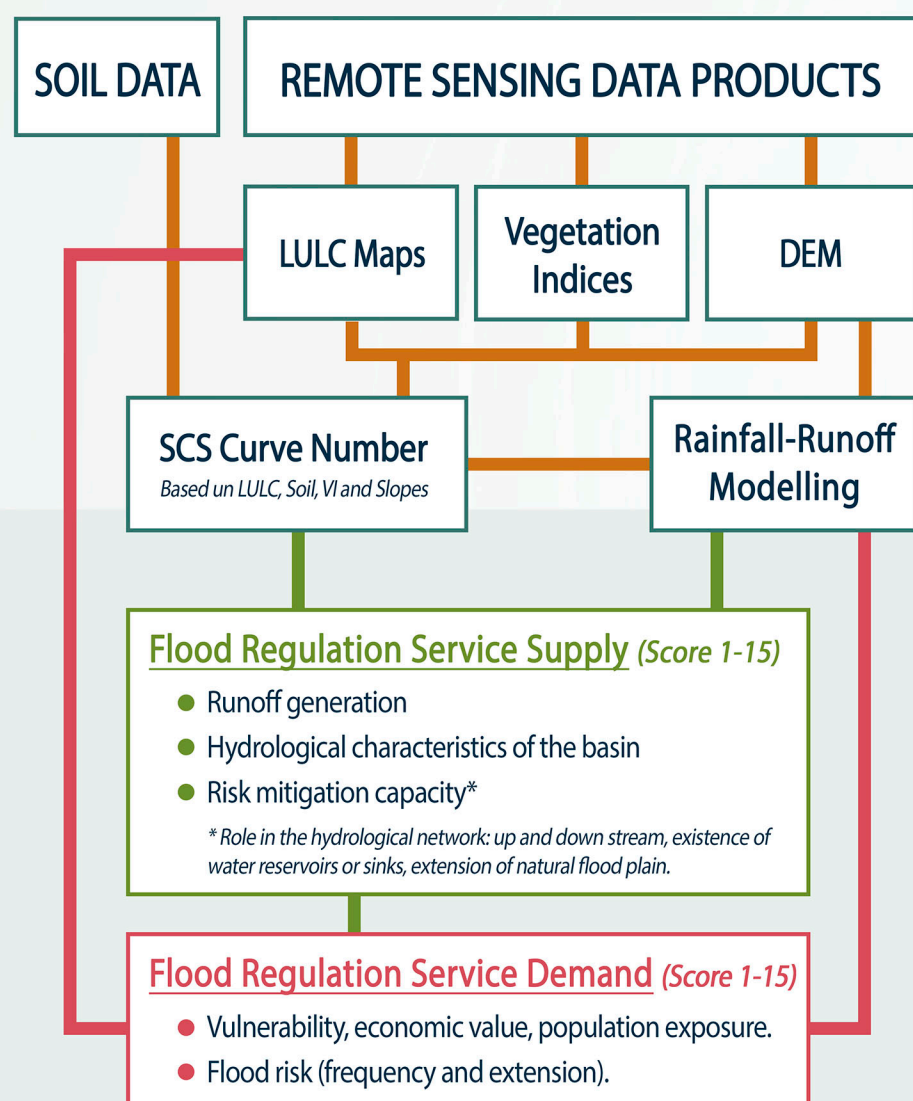 SOIL DATA
REMOTE SENSING DATA PRODUCTS
LULC Maps
Vegetation
Indices
DEM
SCS Curve Number
Based un LULC, Soil, VI and Slopes
Rainfall-Runoff
Modelling
Flood Regulation Service Supply (Score 1-15)
● Runoff generation
● Hydrological characteristics of the basin
● Risk mitigation capacity*
* Role in the hydrological network: up and down stream, existence of
water reservoirs or sinks, extension of natural flood plain.
Flood Regulation Service Demand (Score 1-15)
● Vulnerability, economic value, population exposure.
● Flood risk (frequency and extension).